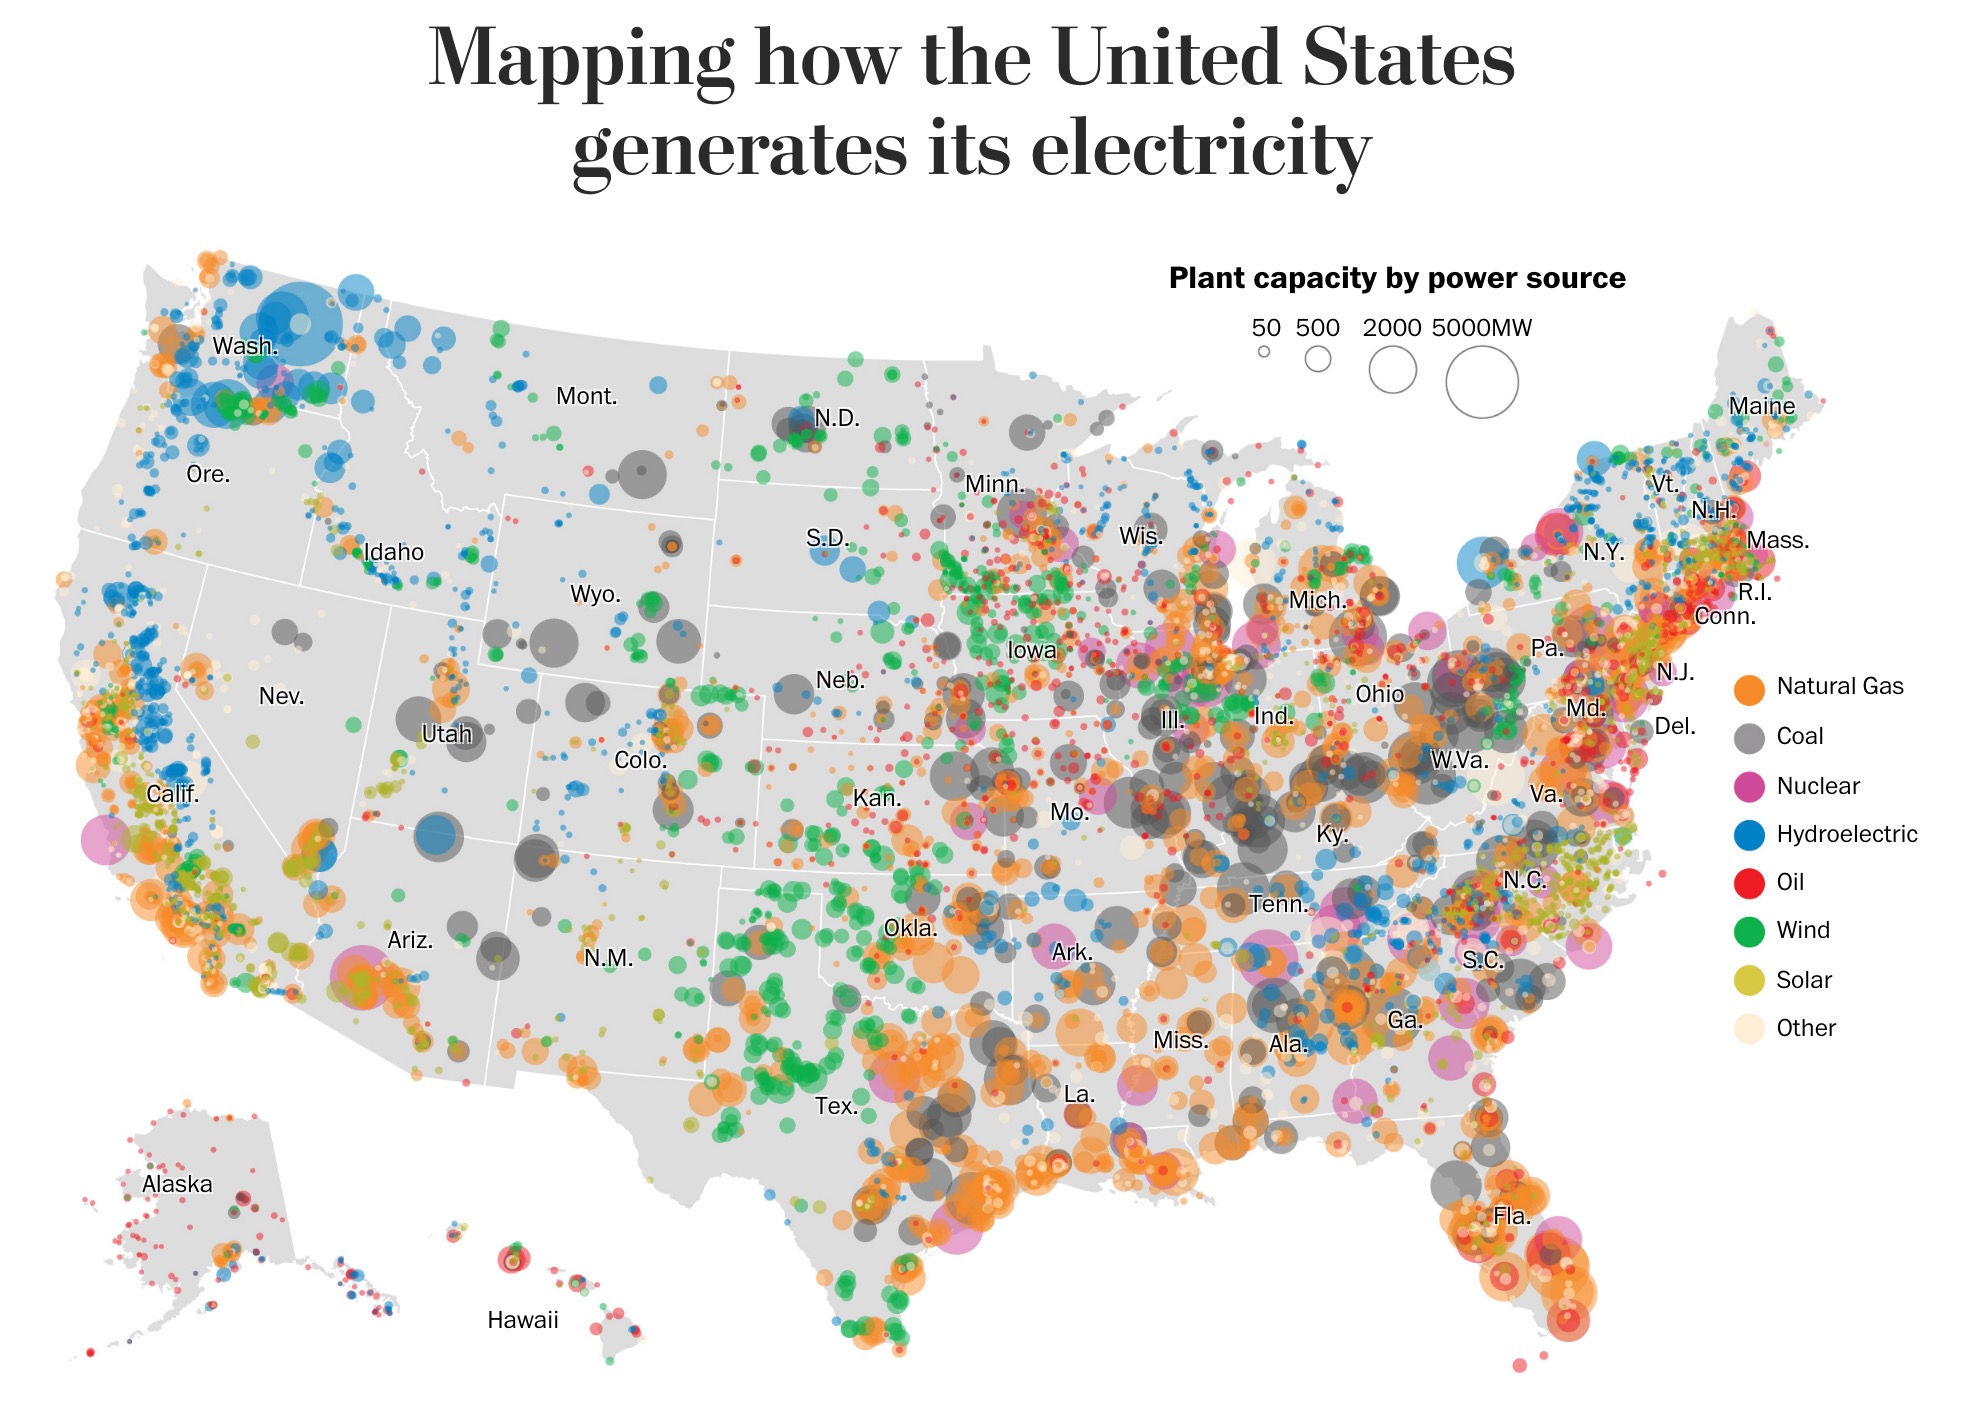 Mapping how the United States
generates its electricity
Plant capacity by power source
50 500 2000 5000MW
Wash.
Mont.
N.D.
Minn.
Maine
Ore.
Idaho
Wyo.
S.D.
Wis.
Mich.
N.Y.
Vt.
N.H.
Mass.
R.I.
Conn.
Nev.
Utah
Colo.
Neb.
Iowa
Ill.
Ind.
Ohio
Pa.
N.J.
Md.
Del.
W.Va.
Va.
Calif.
Kan.
Mo.
Ky.
Ariz.
N.M.
Okla.
Ark.
Tenn.
N.C.
S.C.
Tex.
La.
Miss.
Ala.
Ga.
Fla.
Alaska
Hawaii
Natural Gas
Coal
Nuclear
Hydroelectric
Oil
Wind
Solar
Other